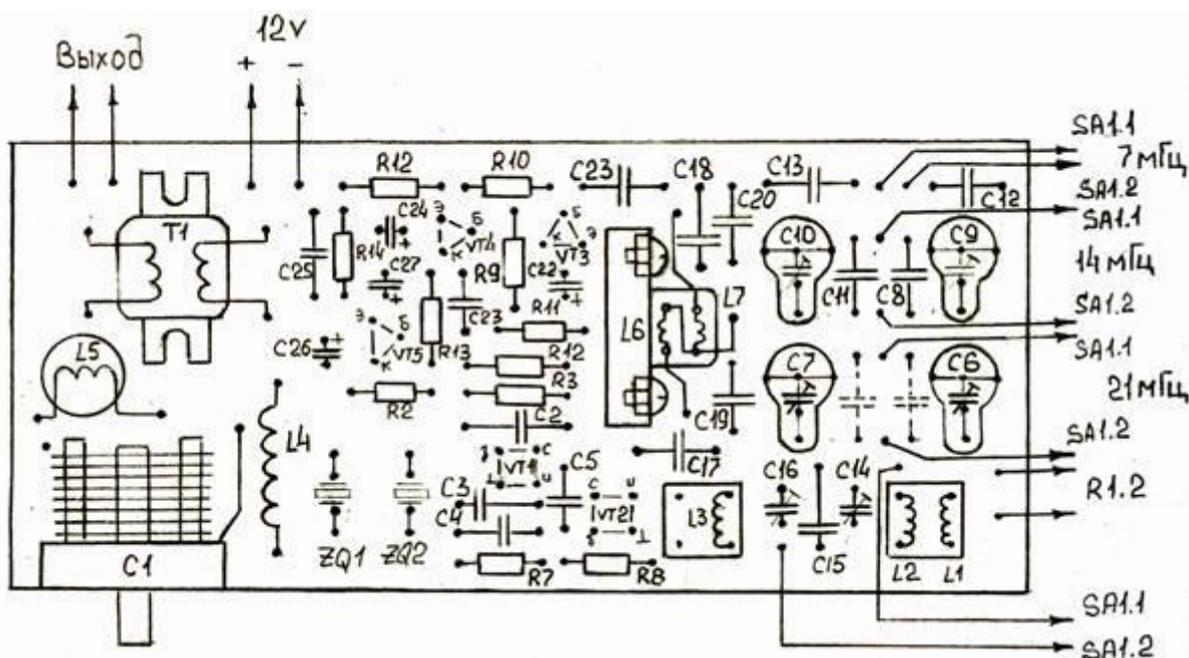 12V
Выход
+ -
SA1.1
7 мГц
SA1.2
SA1.1
14 мГц
SA1.2
SA1.1
21 мГц
SA1.2
R1.2
SA1.1
SA1.2
R12
R10
C23
C18
C13
C20
C12
T1
C24
Э
Б
К
VT4
Б
Э
К
VT3
C10
C9
C25
R14
C27
R9
C22
C11
C8
L7
R11
L6
Э
Б
VT5
К
R13
C23
L5
C26
R12
C7
C6
R3
R2
C2
C19
L4
З
С
VT1
И
C5
C17
C16
C14
C3
C4
С
И
VT2
L3
C15
R7
R8
L2
L1
ZQ1
ZQ2
C1